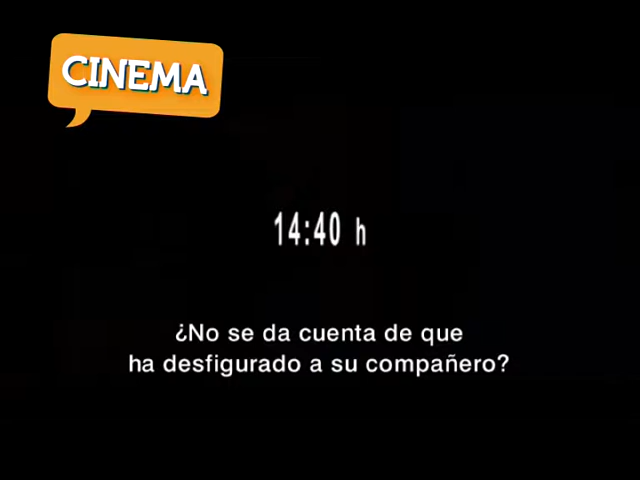 CINEMA
14:40 h
¿No se da cuenta de que
ha desfigurado a su compañero?